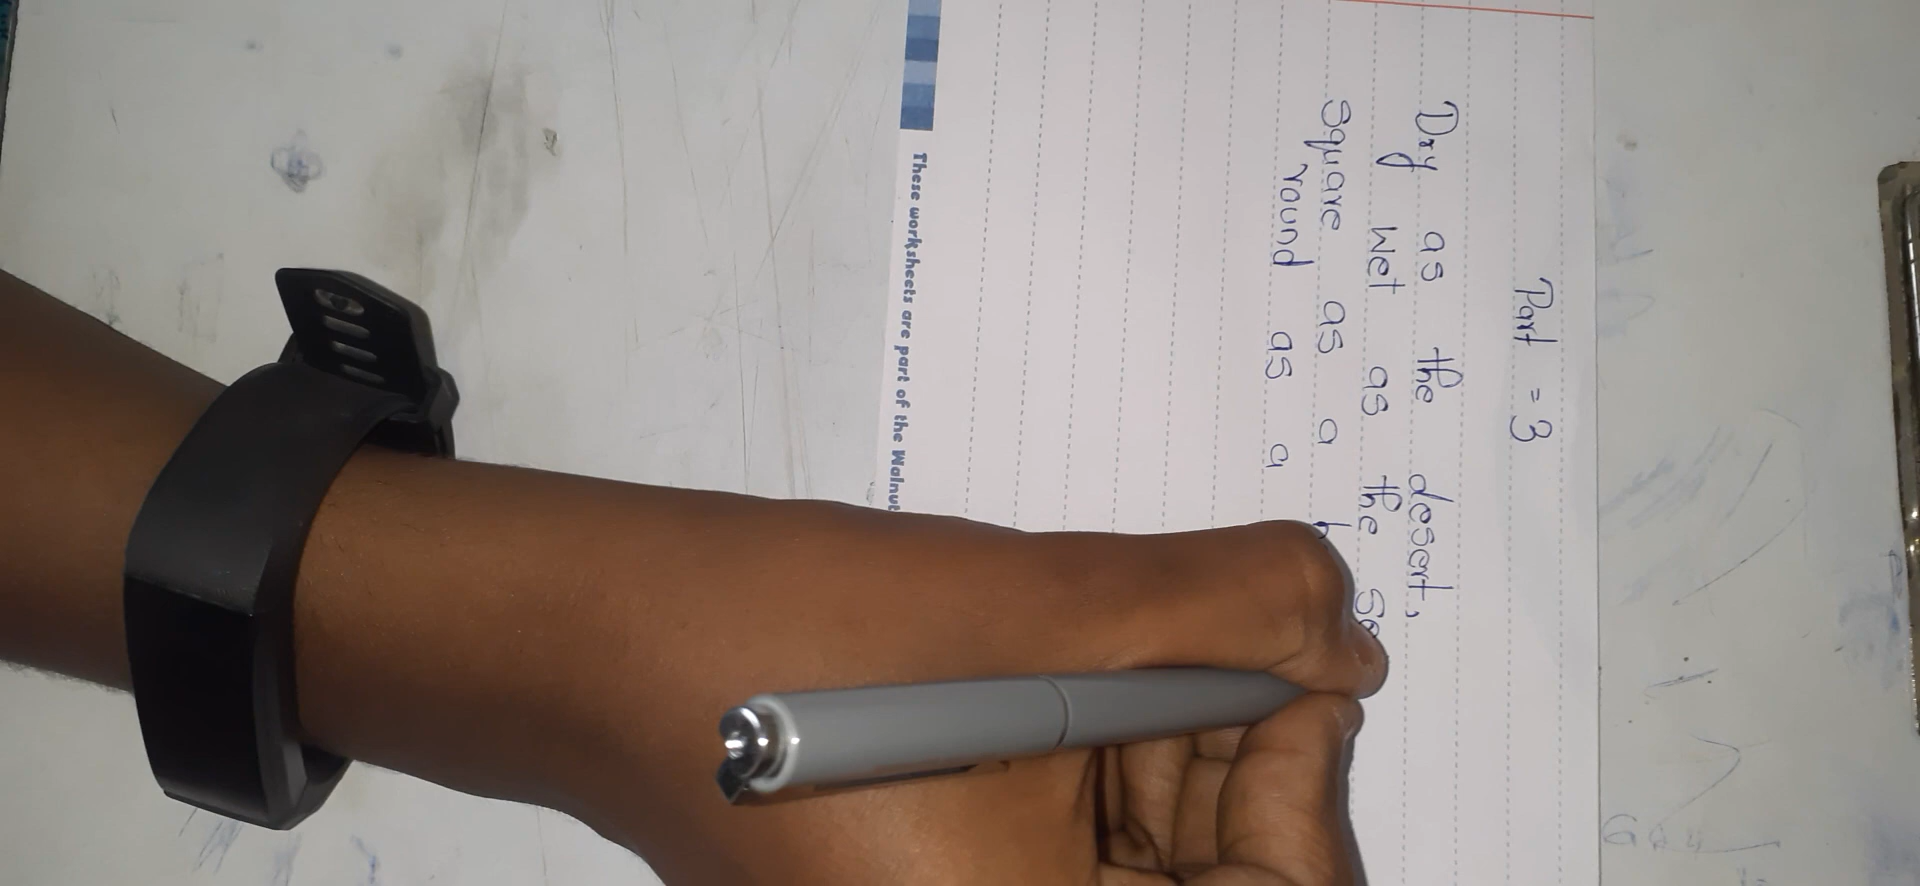 Part = 3
Dry as the desert,
Wet as the
Square as a
round as a
These worksheets are part of the Walnut